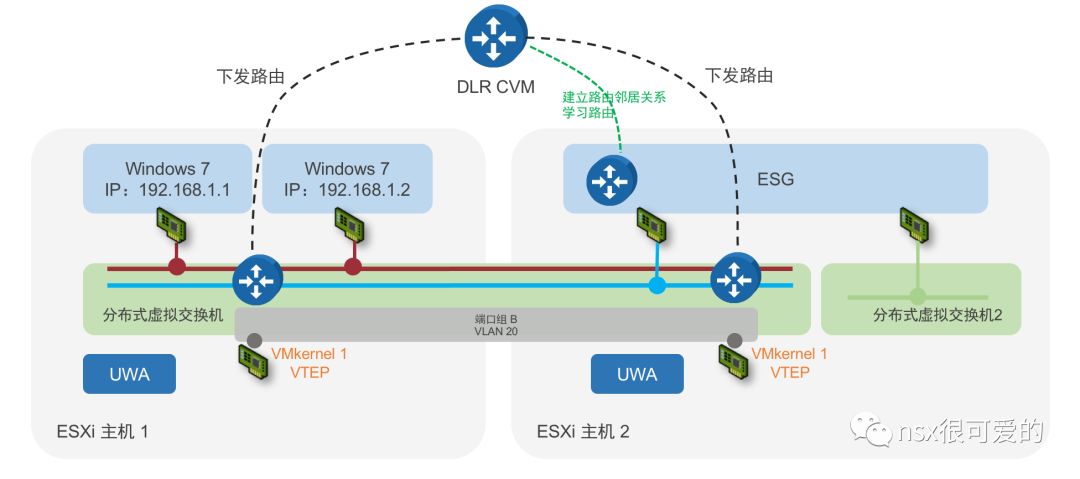 下发路由
DLR CVM
下发路由
建立路由邻居关系
学习路由
Windows 7
IP：192.168.1.1
Windows 7
IP：192.168.1.2
ESG
分布式虚拟交换机
端口组 B
VLAN 20
分布式虚拟交换机2
VMkernel 1
VTEP
VMkernel 1
VTEP
UWA
UWA
ESXi 主机 1
ESXi 主机 2
nsx很可爱的